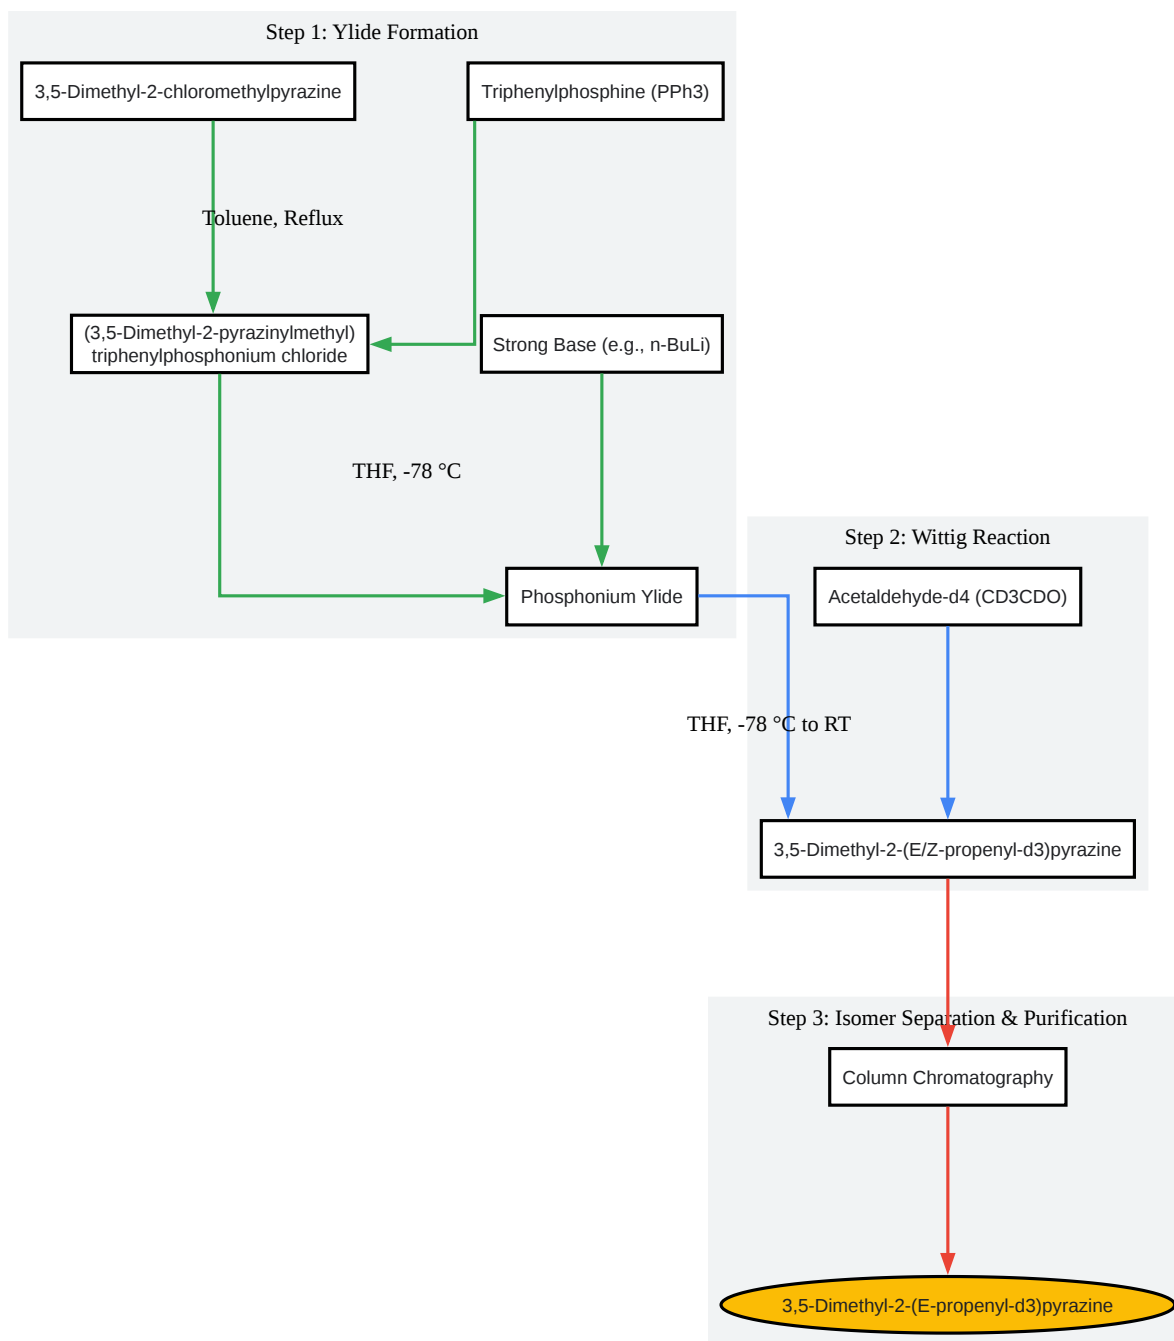 Step 1: Ylide Formation
3,5-Dimethyl-2-chloromethylpyrazine
Triphenylphosphine (PPh3)
Toluene, Reflux
(3,5-Dimethyl-2-pyrazinylmethyl)
triphenylphosphonium chloride
Strong Base (e.g., n-BuLi)
THF, -78 °C
Phosphonium Ylide
Step 2: Wittig Reaction
Acetaldehyde-d4 (CD3CDO)
THF, -78 °C to RT
3,5-Dimethyl-2-(E/Z-propenyl-d3)pyrazine
Step 3: Isomer Separation & Purification
Column Chromatography
3,5-Dimethyl-2-(E-propenyl-d3)pyrazine